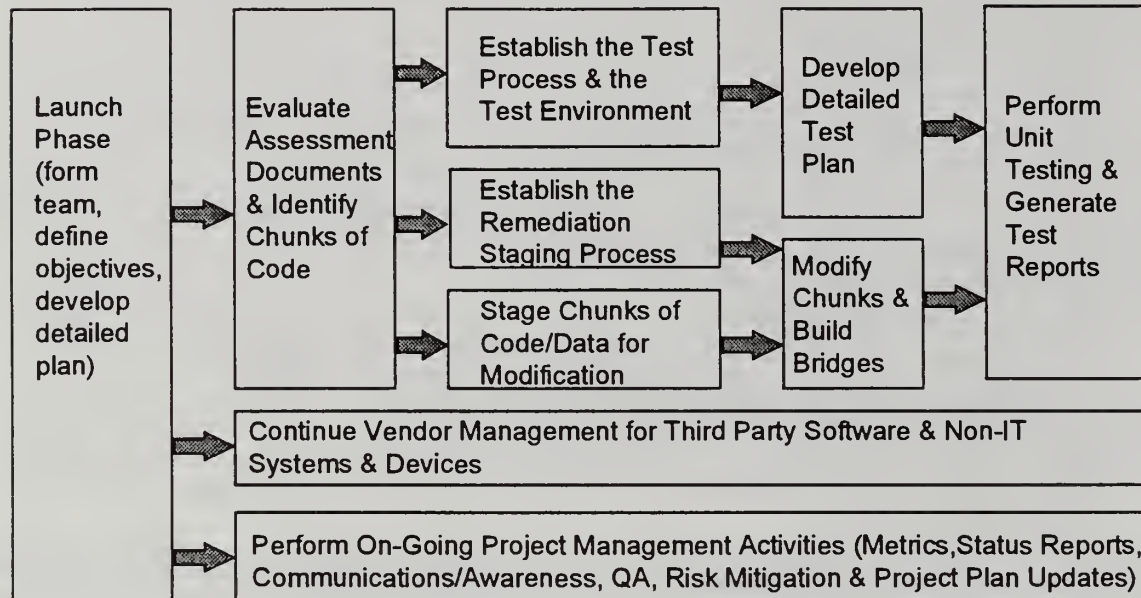 Launch
Phase
(form
team,
define
objectives,
develop
detailed
plan)
Evaluate
Assessment
Documents
& Identify
Chunks of
Code
Establish the Test
Process & the
Test Environment
Establish the
Remediation
Staging Process
Stage Chunks of
Code/Data for
Modification
Develop
Detailed
Test
Plan
Modify
Chunks &
Build
Bridges
Perform
Unit
Testing &
Generate
Test
Reports
Continue Vendor Management for Third Party Software & Non-IT
Systems & Devices
Perform On-Going Project Management Activities (Metrics,Status Reports,
Communications/Awareness, QA, Risk Mitigation & Project Plan Updates)